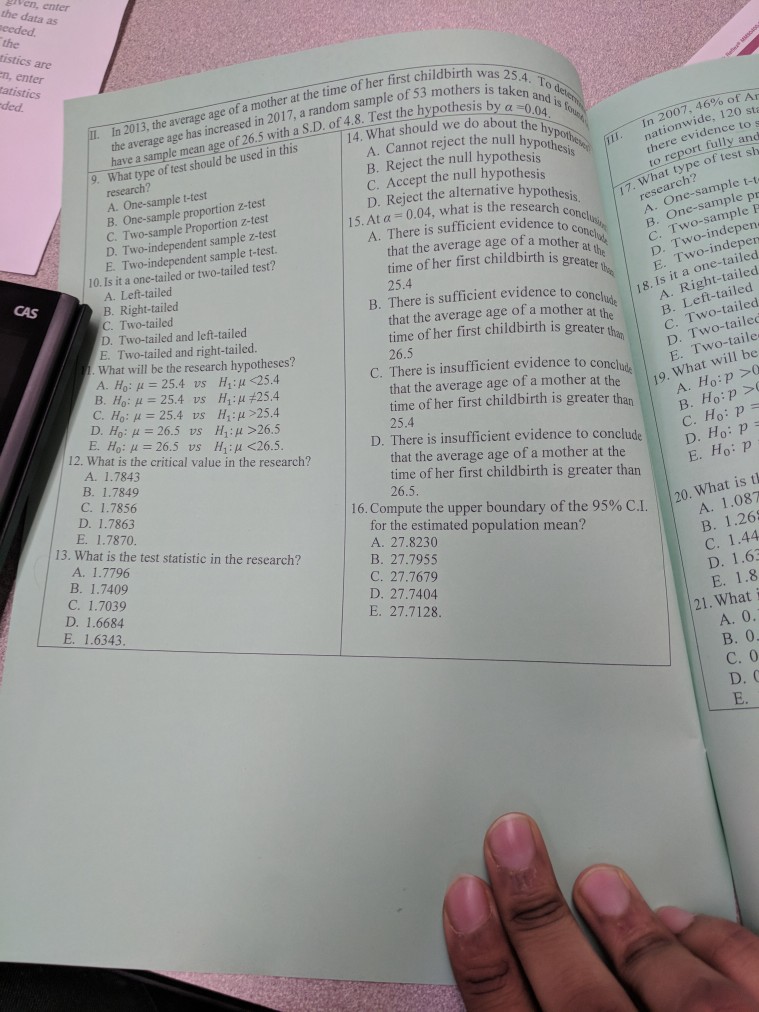 given, enter
the data as
needed.
the
tistics are
en, enter
tatistics
ded.
CAS
II. In 2013, the average age of a mother at the time of her first childbirth was 25.4. To determ
the average age has increased in 2017, a random sample of 53 mothers is taken and is found
have a sample mean age of 26.5 with a S.D. of 4.8. Test the hypothesis by α =0.04.
9. What type of test should be used in this
research?
A. One-sample t-test
B. One-sample proportion z-test
C. Two-sample Proportion z-test
D. Two-independent sample z-test
E. Two-independent sample t-test.
10. Is it a one-tailed or two-tailed test?
A. Left-tailed
B. Right-tailed
C. Two-tailed
D. Two-tailed and left-tailed
E. Two-tailed and right-tailed.
11. What will be the research hypotheses?
A. H₀: μ = 25.4 vs H₁: μ <25.4
B. H₀: μ = 25.4 vs H₁: μ ≠25.4
C. H₀: μ = 25.4 vs H₁: μ >25.4
D. H₀: μ = 26.5 vs H₁: μ >26.5
E. H₀: μ = 26.5 vs H₁: μ <26.5.
12. What is the critical value in the research?
A. 1.7843
B. 1.7849
C. 1.7856
D. 1.7863
E. 1.7870.
13. What is the test statistic in the research?
A. 1.7796
B. 1.7409
C. 1.7039
D. 1.6684
E. 1.6343.
14. What should we do about the hypotheses
A. Cannot reject the null hypothesis
B. Reject the null hypothesis
C. Accept the null hypothesis
D. Reject the alternative hypothesis.
15. At α = 0.04, what is the research conclusion
A. There is sufficient evidence to conclude
that the average age of a mother at the
time of her first childbirth is greater than
25.4
B. There is sufficient evidence to conclude
that the average age of a mother at the
time of her first childbirth is greater than
26.5
C. There is insufficient evidence to conclude
that the average age of a mother at the
time of her first childbirth is greater than
25.4
D. There is insufficient evidence to conclude
that the average age of a mother at the
time of her first childbirth is greater than
26.5.
16. Compute the upper boundary of the 95% C.I.
for the estimated population mean?
A. 27.8230
B. 27.7955
C. 27.7679
D. 27.7404
E. 27.7128.
III. In 2007, 46% of Am
nationwide, 120 sta
there evidence to s
to report fully and
17. What type of test sh
research?
A. One-sample t-t
B. One-sample pr
C. Two-sample P
D. Two-indepen
E. Two-indepen
18. Is it a one-tailed
A. Right-tailed
B. Left-tailed
C. Two-tailed
D. Two-tailed
E. Two-taile
19. What will be
A. H₀: p >0
B. H₀: p >0
C. H₀: p =
D. H₀: p =
E. H₀: p
20. What is th
A. 1.087
B. 1.26
C. 1.44
D. 1.63
E. 1.8
21. What i
A. 0.
B. 0.
C. 0
D. 0
E.